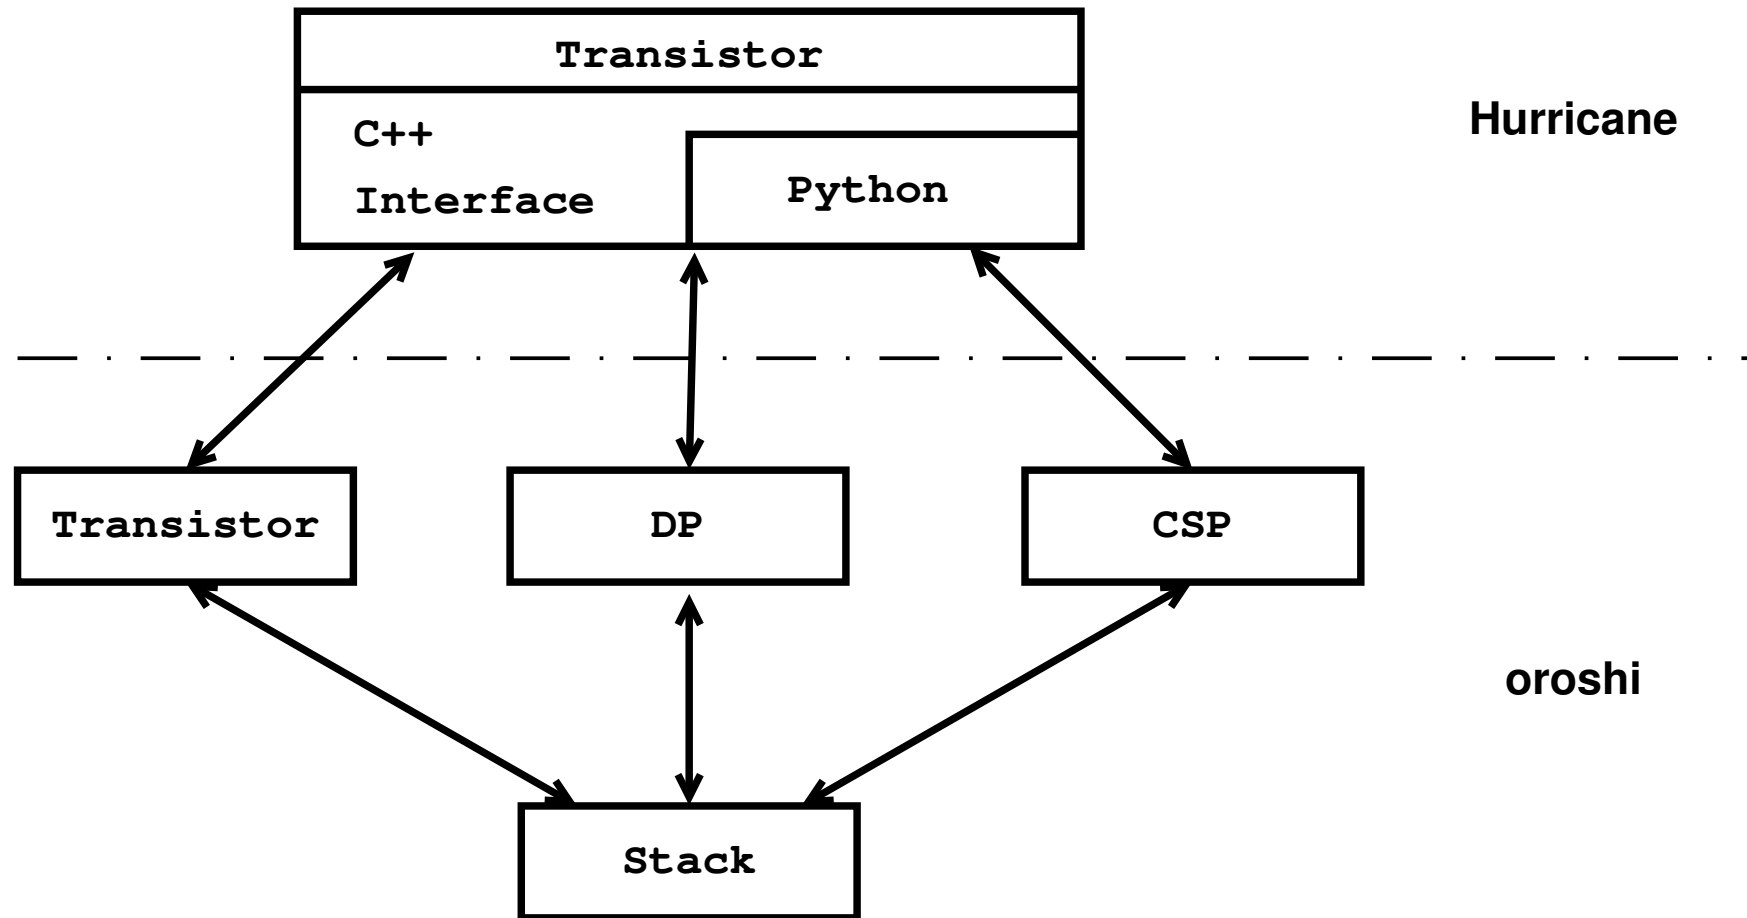 Transistor
Hurricane
C++
Interface
Python
Transistor
DP
CSP
oroshi
Stack